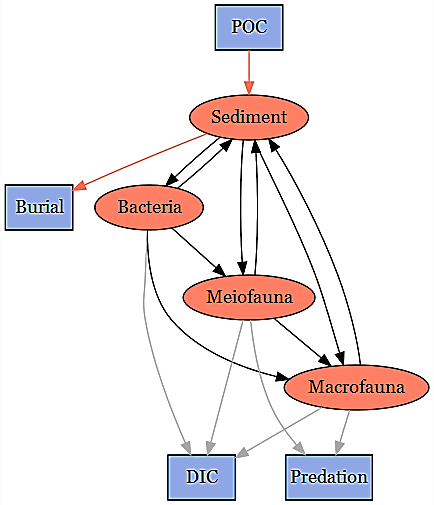 POC
Sediment
Burial
Bacteria
Meiofauna
Macrofauna
DIC
Predation